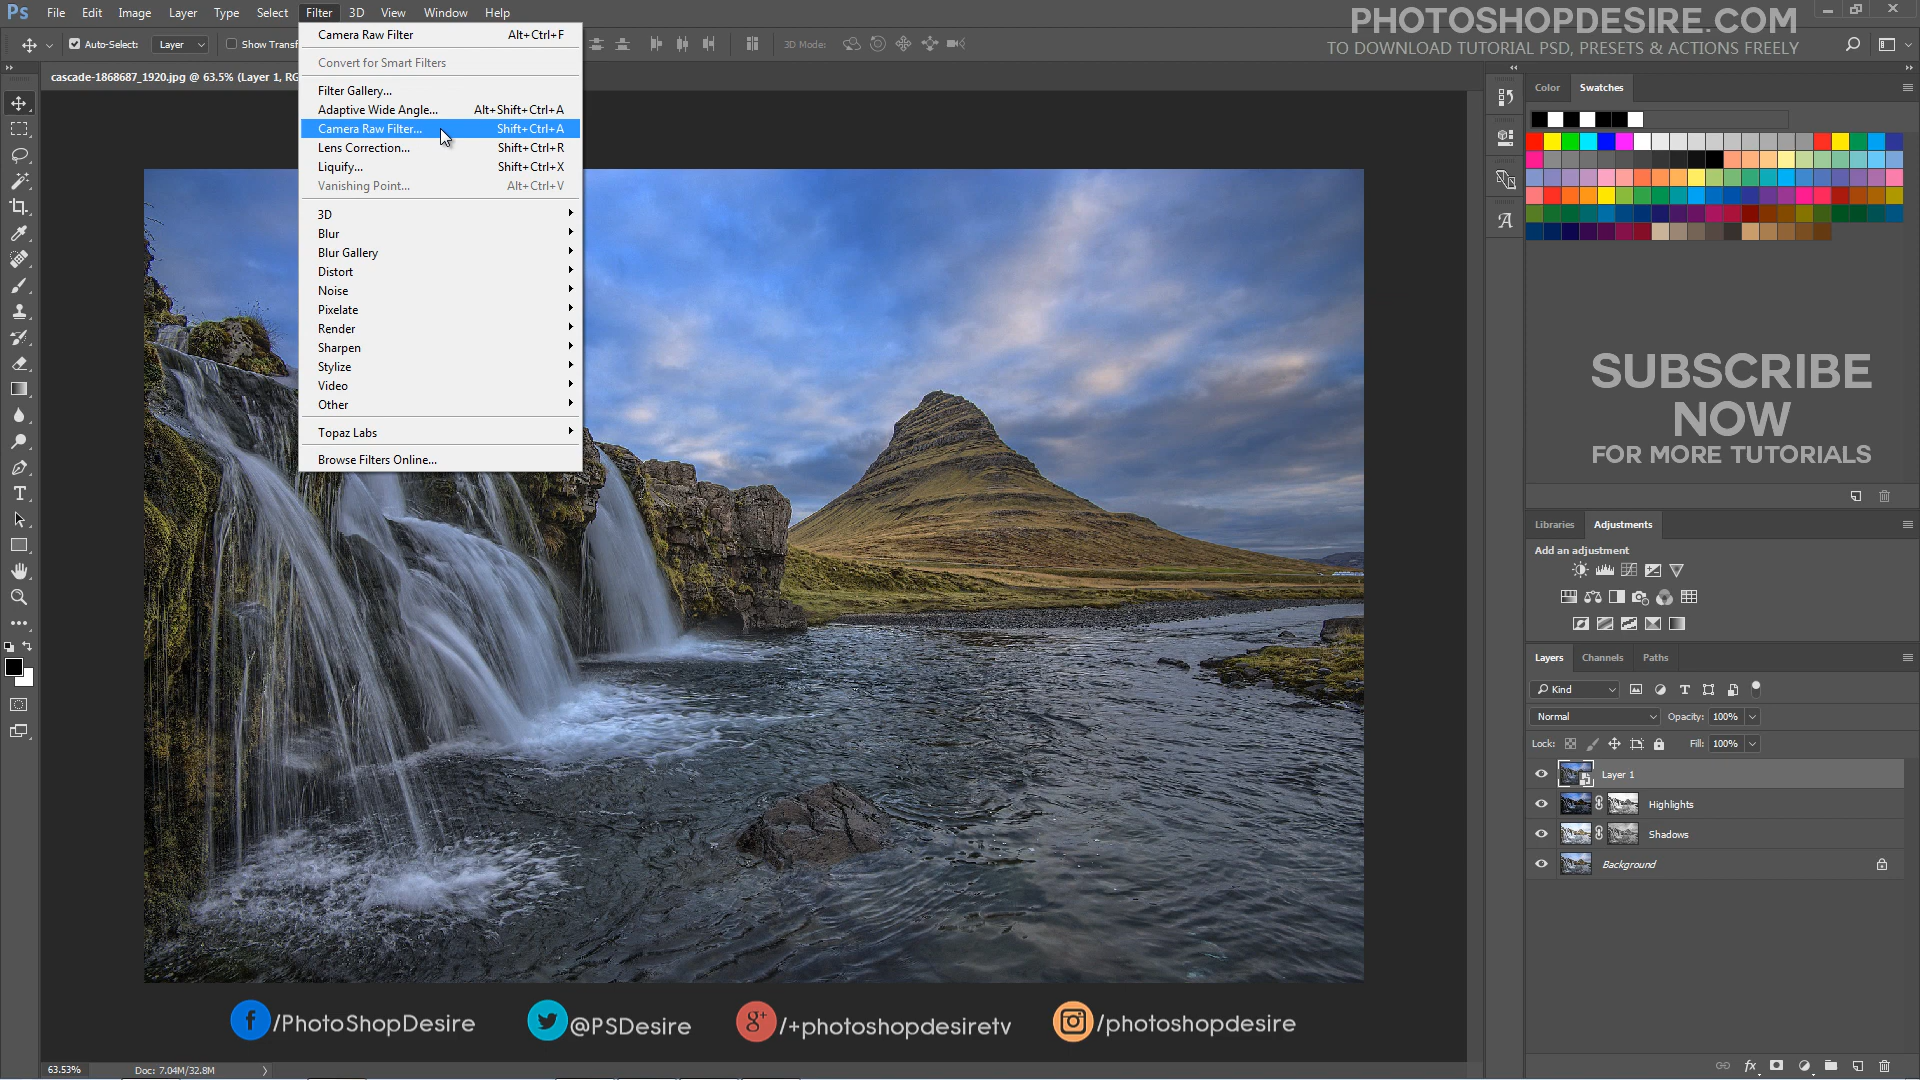 Ps File Edit Image Layer Type Select Filter 3D View Window Help
PHOTOSHOPDESIRE.COM
TO DOWNLOAD TUTORIAL PSD, PRESETS & ACTIONS FREELY
Auto-Select: Layer Show Transf
3D Mode:
cascade-1868687_1920.jpg @ 63.5% (Layer 1, RG
Camera Raw Filter Alt+Ctrl+F
Convert for Smart Filters
Filter Gallery...
Adaptive Wide Angle... Alt+Shift+Ctrl+A
Camera Raw Filter... Shift+Ctrl+A
Lens Correction... Shift+Ctrl+R
Liquify... Shift+Ctrl+X
Vanishing Point... Alt+Ctrl+V
3D
Blur
Blur Gallery
Distort
Noise
Pixelate
Render
Sharpen
Stylize
Video
Other
Topaz Labs
Browse Filters Online...
Color Swatches
SUBSCRIBE
NOW
FOR MORE TUTORIALS
Libraries Adjustments
Add an adjustment
Layers Channels Paths
Kind
Normal Opacity: 100%
Lock: Fill: 100%
Layer 1
Highlights
Shadows
Background
/PhotoShopDesire @PSDesire /+photoshopdesiretv /photoshopdesire
63.53% Doc: 7.04M/32.8M